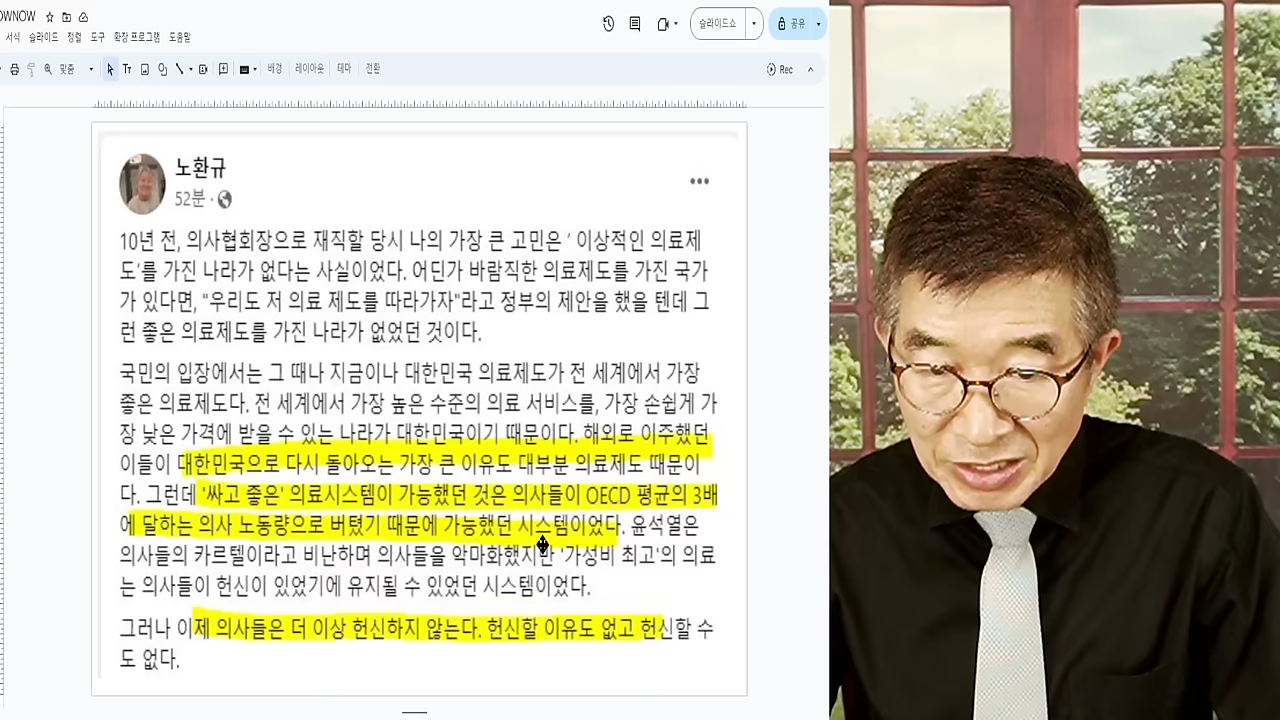 OWNOW
서식 슬라이드 정렬 도구 확장 프로그램 도움말
슬라이드쇼
공유
맞춤
배경 레이아웃 테마 전환
Rec
노환규
52분
10년 전, 의사협회장으로 재직할 당시 나의 가장 큰 고민은 ' 이상적인 의료제
도'를 가진 나라가 없다는 사실이었다. 어딘가 바람직한 의료제도를 가진 국가
가 있다면, "우리도 저 의료 제도를 따라가자"라고 정부의 제안을 했을 텐데 그
런 좋은 의료제도를 가진 나라가 없었던 것이다.
국민의 입장에서는 그 때나 지금이나 대한민국 의료제도가 전 세계에서 가장
좋은 의료제도다. 전 세계에서 가장 높은 수준의 의료 서비스를, 가장 손쉽게 가
장 낮은 가격에 받을 수 있는 나라가 대한민국이기 때문이다. 해외로 이주했던
이들이 대한민국으로 다시 돌아오는 가장 큰 이유도 대부분 의료제도 때문이
다. 그런데 '싸고 좋은' 의료시스템이 가능했던 것은 의사들이 OECD 평균의 3배
에 달하는 의사 노동량으로 버텼기 때문에 가능했던 시스템이었다. 윤석열은
의사들의 카르텔이라고 비난하며 의사들을 악마화했지만 '가성비 최고'의 의료
는 의사들이 헌신이 있었기에 유지될 수 있었던 시스템이었다.
그러나 이제 의사들은 더 이상 헌신하지 않는다. 헌신할 이유도 없고 헌신할 수
도 없다.